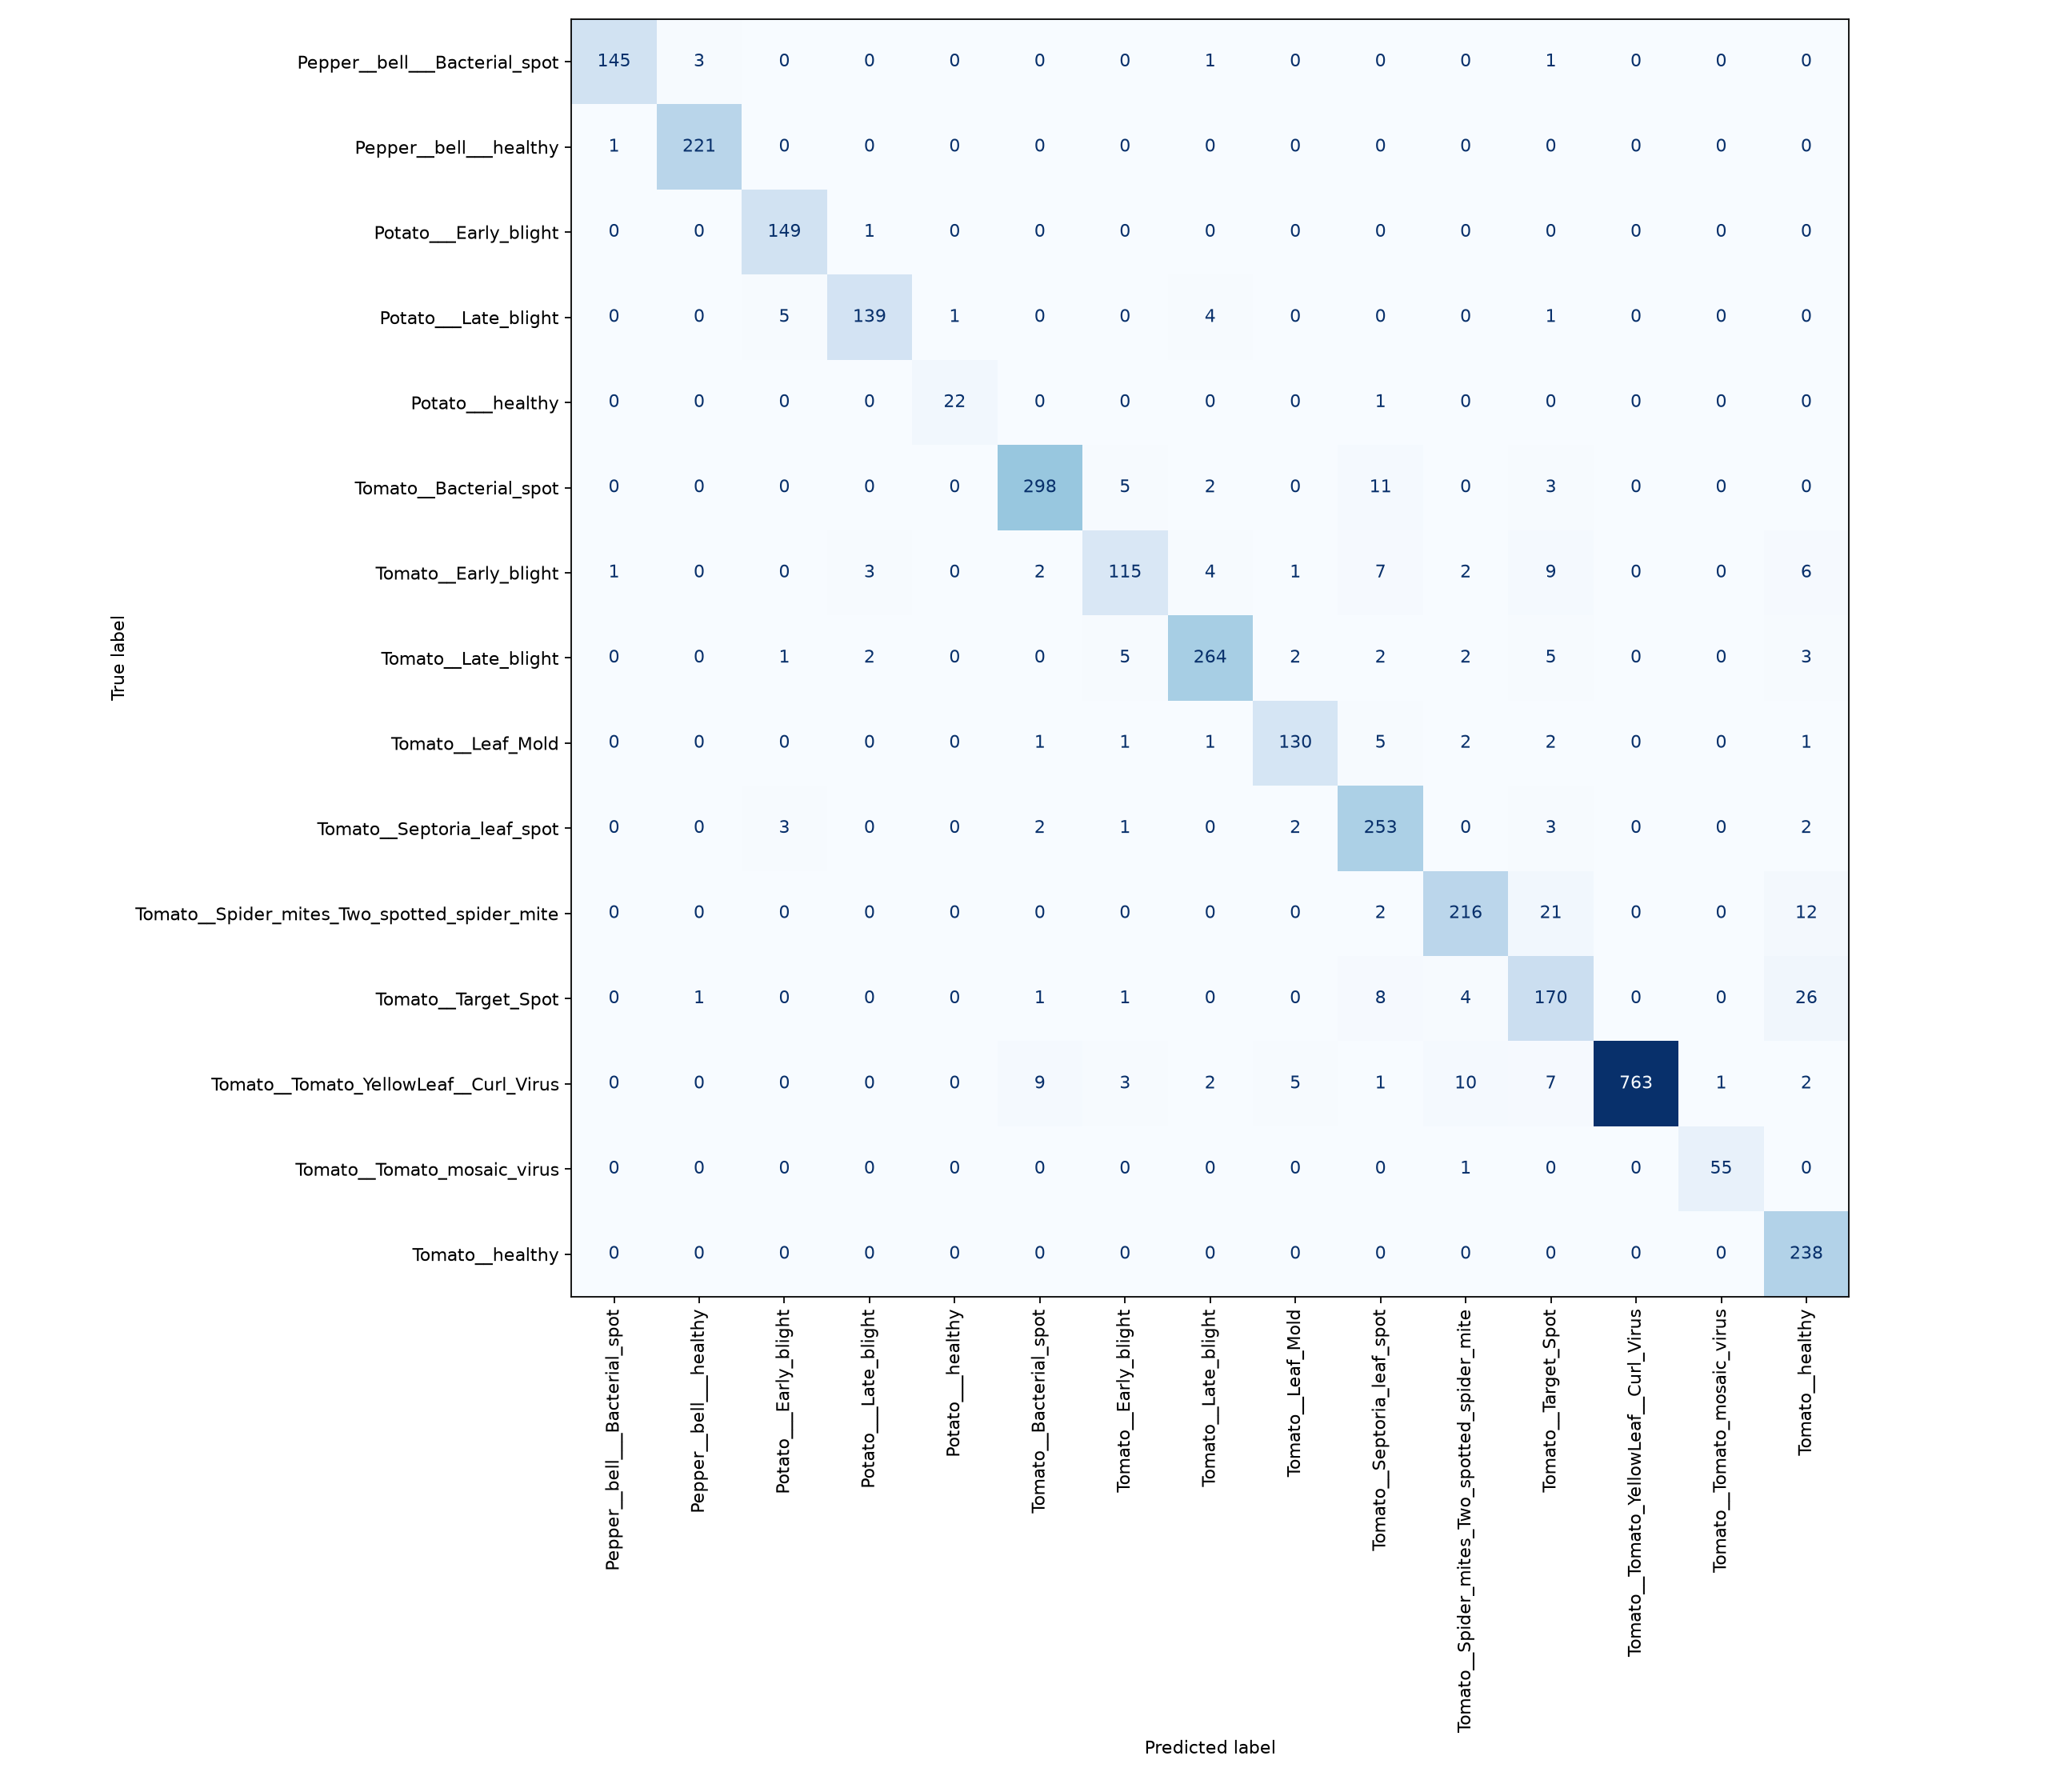 Pepper__bell___Bacterial_spot 145 3 0 0 0 0 0 1 0 0 0 1 0 0 0
Pepper__bell___healthy 1 221 0 0 0 0 0 0 0 0 0 0 0 0 0
Potato___Early_blight 0 0 149 1 0 0 0 0 0 0 0 0 0 0 0
Potato___Late_blight 0 0 5 139 1 0 0 4 0 0 0 1 0 0 0
Potato___healthy 0 0 0 0 22 0 0 0 0 1 0 0 0 0 0
Tomato__Bacterial_spot 0 0 0 0 0 298 5 2 0 11 0 3 0 0 0
Tomato__Early_blight 1 0 0 3 0 2 115 4 1 7 2 9 0 0 6
Tomato__Late_blight 0 0 1 2 0 0 5 264 2 2 2 5 0 0 3
Tomato__Leaf_Mold 0 0 0 0 0 1 1 1 130 5 2 2 0 0 1
Tomato__Septoria_leaf_spot 0 0 3 0 0 2 1 0 2 253 0 3 0 0 2
Tomato__Spider_mites_Two_spotted_spider_mite 0 0 0 0 0 0 0 0 0 2 216 21 0 0 12
Tomato__Target_Spot 0 1 0 0 0 1 1 0 0 8 4 170 0 0 26
Tomato__Tomato_YellowLeaf__Curl_Virus 0 0 0 0 0 9 3 2 5 1 10 7 763 1 2
Tomato__Tomato_mosaic_virus 0 0 0 0 0 0 0 0 0 0 1 0 0 55 0
Tomato__healthy 0 0 0 0 0 0 0 0 0 0 0 0 0 0 238
True label
Pepper__bell___Bacterial_spot
Pepper__bell___healthy
Potato___Early_blight
Potato___Late_blight
Potato___healthy
Tomato__Bacterial_spot
Tomato__Early_blight
Tomato__Late_blight
Tomato__Leaf_Mold
Tomato__Septoria_leaf_spot
Tomato__Spider_mites_Two_spotted_spider_mite
Tomato__Target_Spot
Tomato__Tomato_YellowLeaf__Curl_Virus
Tomato__Tomato_mosaic_virus
Tomato__healthy
Predicted label